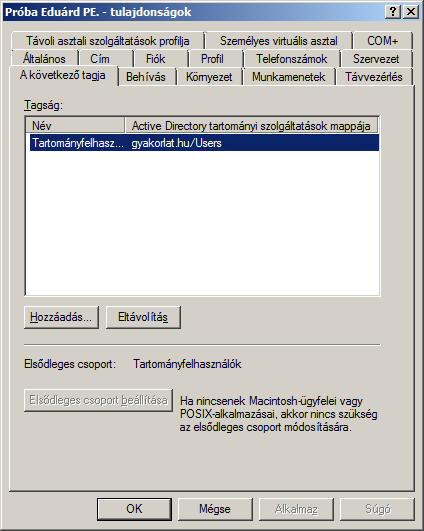 Próba Eduárd PE. - tulajdonságok
Távoli asztali szolgáltatások profilja Személyes virtuális asztal COM+
Általános Cím Fiók Profil Telefonszámok Szervezet
A következő tagja Behívás Környezet Munkamenetek Távvezérlés
Tagság:
Név Active Directory tartományi szolgáltatások mappája
Tartományfelhasz... gyakorlat.hu/Users
Hozzáadás... Eltávolítás
Elsődleges csoport: Tartományfelhasználók
Elsődleges csoport beállítása
Ha nincsenek Macintosh-ügyfelei vagy
POSIX-alkalmazásai, akkor nincs szükség
az elsődleges csoport módosítására.
OK Mégse Alkalmaz Súgó